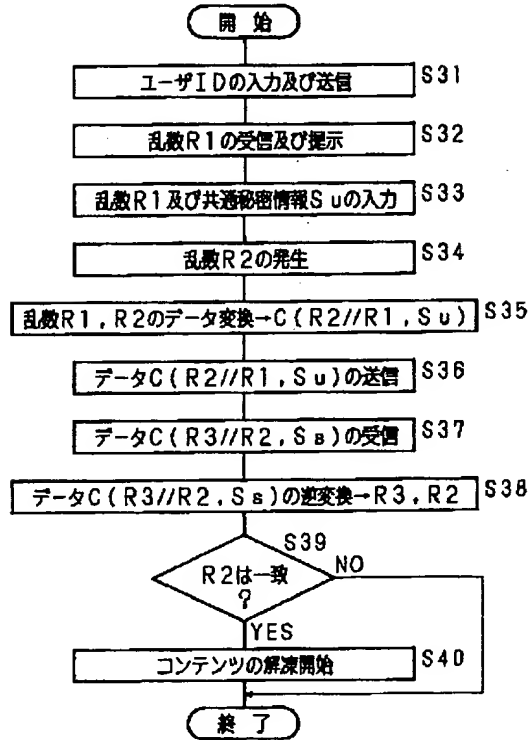 開始
ユーザIDの入力及び送信 S31
乱数R1の受信及び提示 S32
乱数R1及び共通秘密情報Suの入力 S33
乱数R2の発生 S34
乱数R1,R2のデータ変換→C(R2//R1,Su) S35
データC(R2//R1,Su)の送信 S36
データC(R3//R2,Ss)の受信 S37
データC(R3//R2,Ss)の逆変換→R3,R2 S38
S39
R2は一致 NO
?
YES
コンテンツの解凍開始 S40
終了